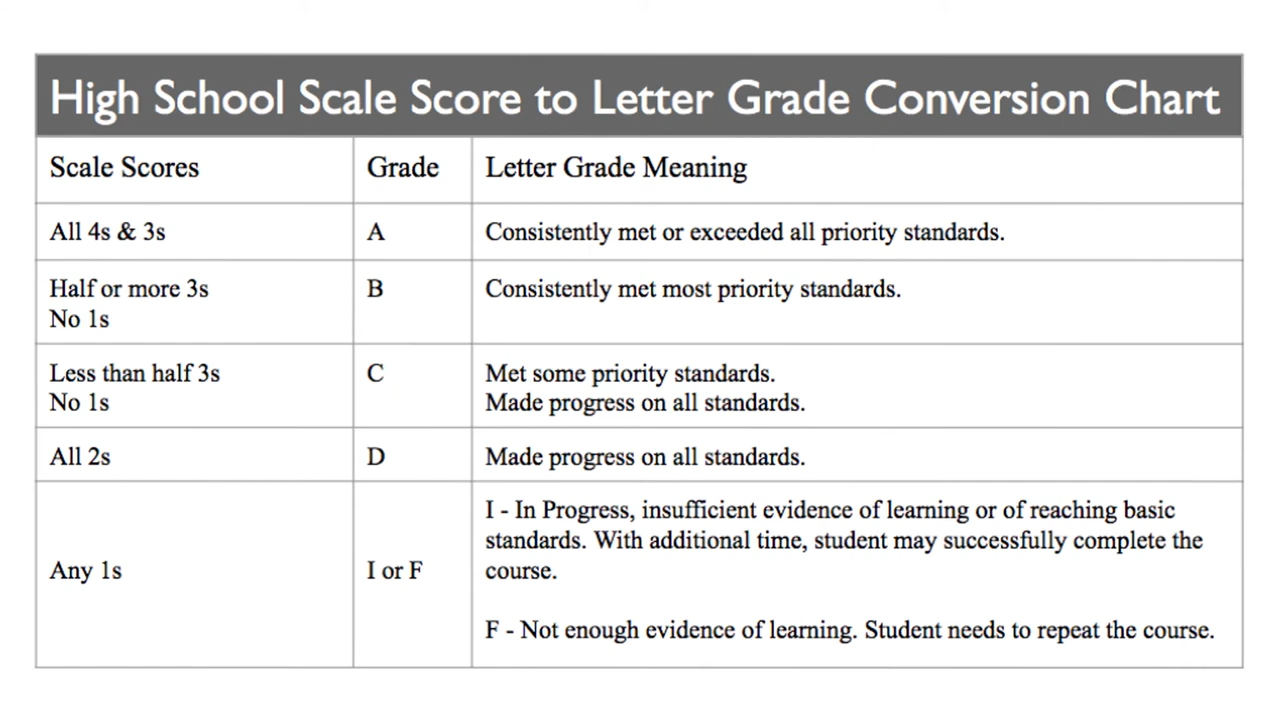 High School Scale Score to Letter Grade Conversion Chart
Scale Scores
Grade
Letter Grade Meaning
All 4s & 3s
A
Consistently met or exceeded all priority standards.
Half or more 3s
No 1s
B
Consistently met most priority standards.
Less than half 3s
No 1s
C
Met some priority standards.
Made progress on all standards.
All 2s
D
Made progress on all standards.
Any 1s
I or F
I - In Progress, insufficient evidence of learning or of reaching basic
standards. With additional time, student may successfully complete the
course.
F - Not enough evidence of learning. Student needs to repeat the course.